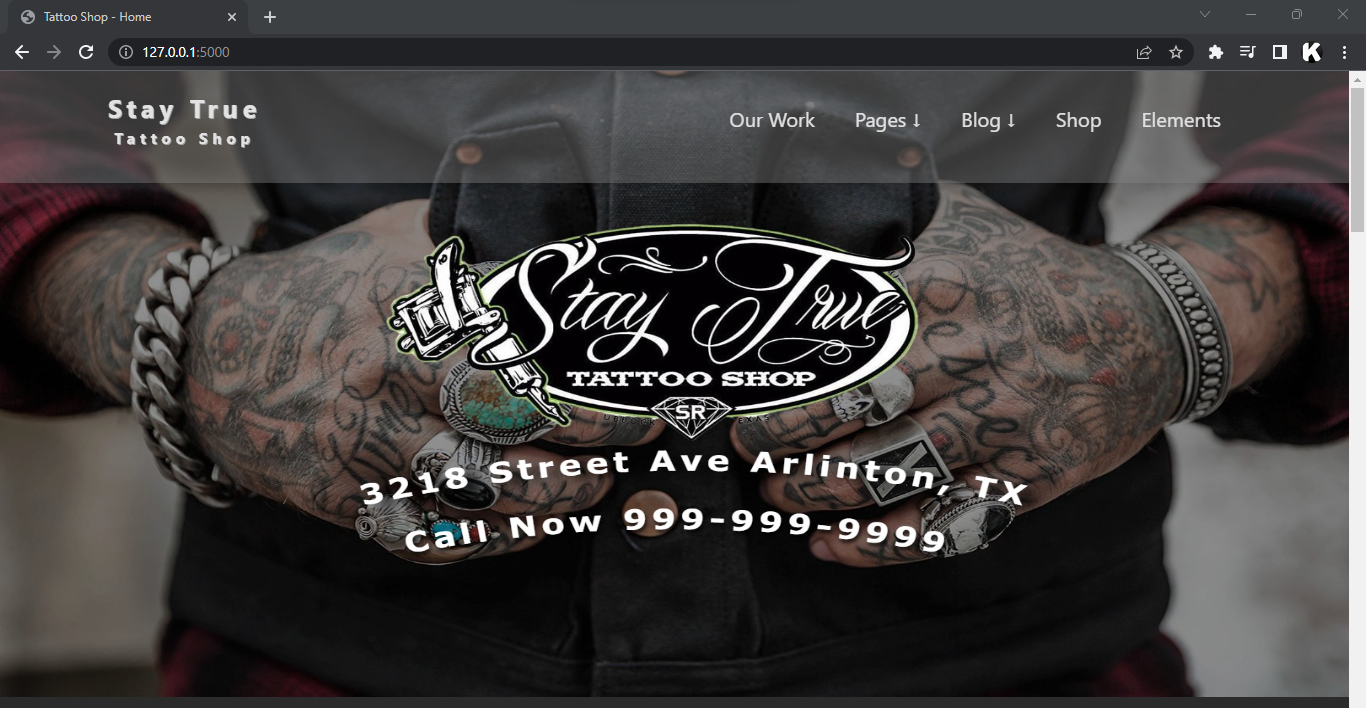 Tattoo Shop - Home
127.0.0.1:5000
Stay True
Tattoo Shop
Our Work
Pages ↓
Blog ↓
Shop
Elements
Stay True
TATTOO SHOP
SR
3218 Street Ave Arlinton, TX
Call Now 999-999-9999